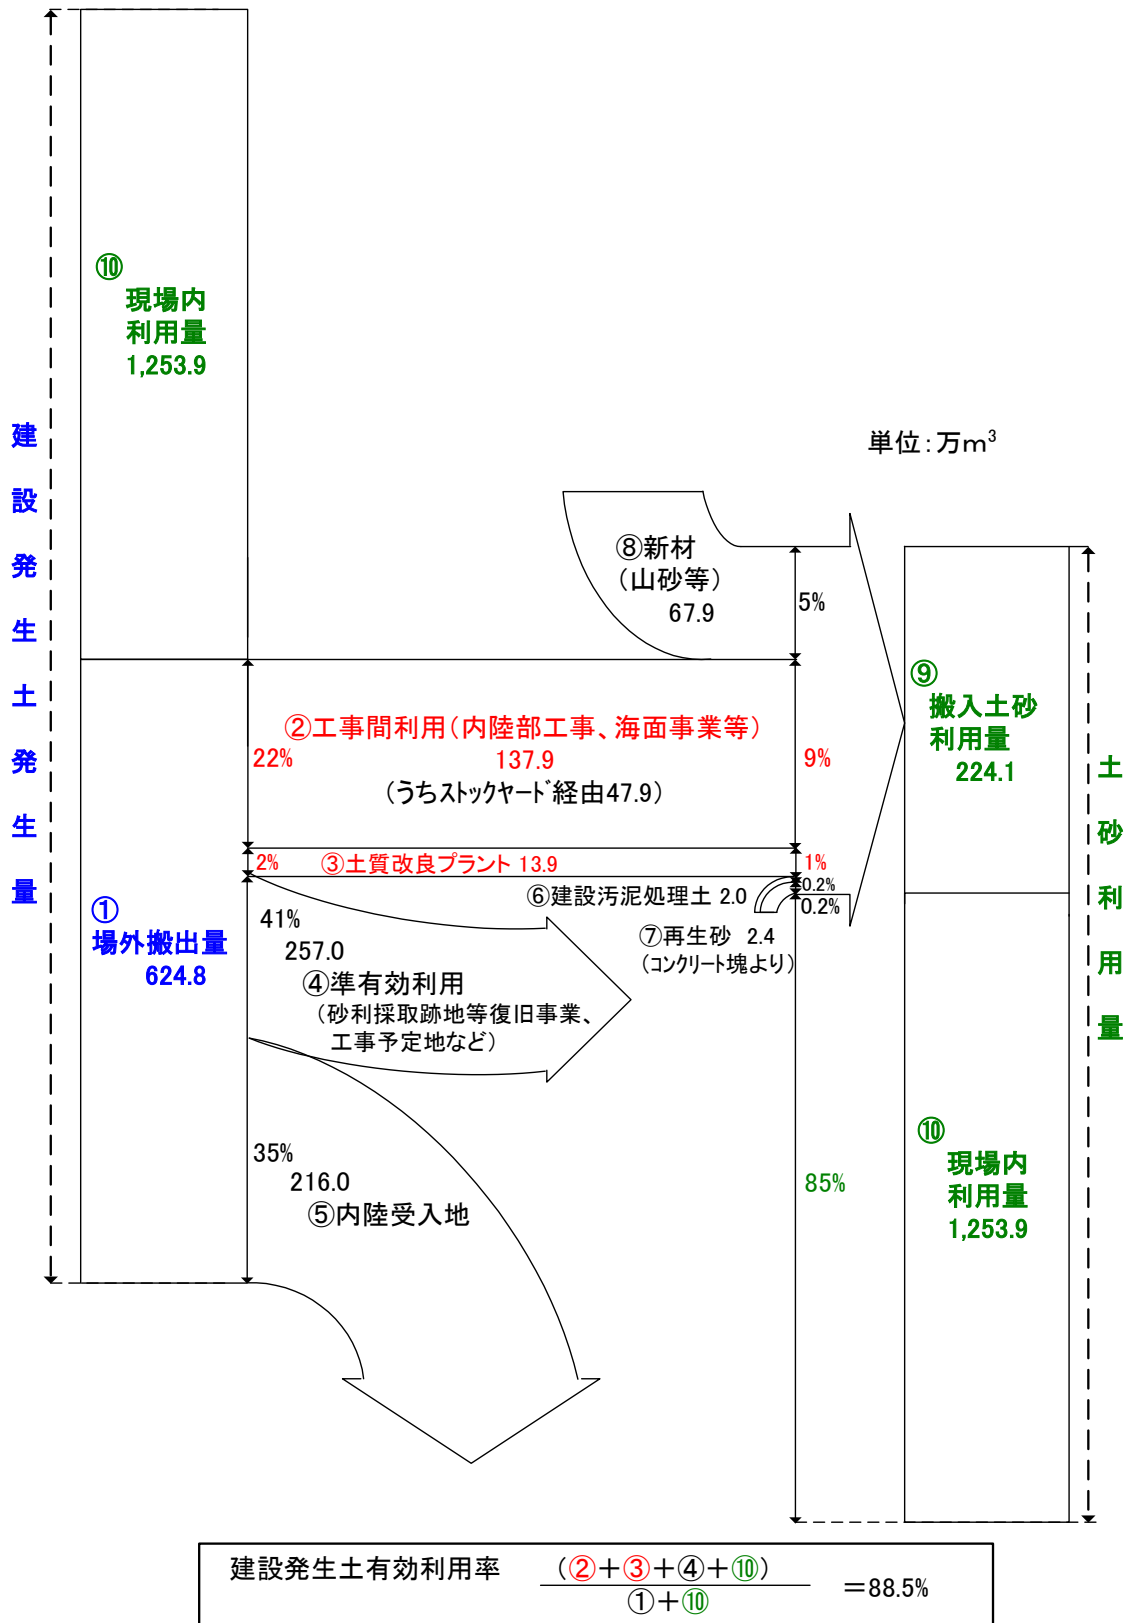 建設発生土発生量
⑩
現場内
利用量
1,253.9
単位：万m³
⑧新材
（山砂等）
67.9
5%
②工事間利用（内陸部工事、海面事業等）
137.9
（うちストックヤード経由47.9）
22%
9%
⑨
搬入土砂
利用量
224.1
土砂利用量
2%
③土質改良プラント 13.9
1%
⑥建設汚泥処理土 2.0
0.2%
0.2%
⑦再生砂 2.4
（コンクリート塊より）
①
場外搬出量
624.8
41%
257.0
④準有効利用
（砂利採取跡地等復旧事業、
工事予定地など）
35%
216.0
⑤内陸受入地
85%
⑩
現場内
利用量
1,253.9
建設発生土有効利用率
（②＋③＋④＋⑩）
①＋⑩
＝88.5%